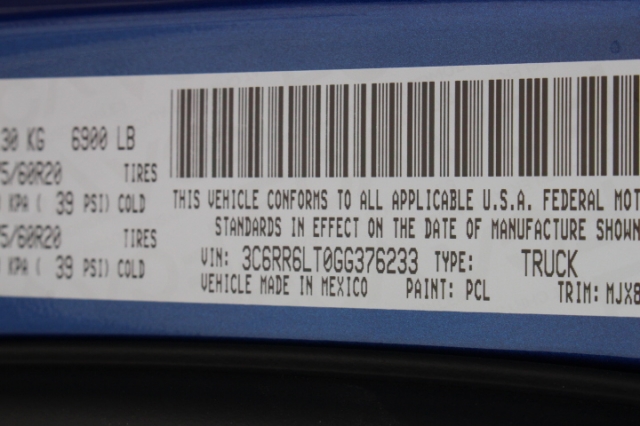 30 KG 6900 LB
5/60R20 TIRES
KPA ( 39 PSI) COLD
5/60R20 TIRES
KPA ( 39 PSI) COLD
THIS VEHICLE CONFORMS TO ALL APPLICABLE U.S.A. FEDERAL MOT
STANDARDS IN EFFECT ON THE DATE OF MANUFACTURE SHOWN
VIN: 3C6RR6LT0GG376233 TYPE: TRUCK
VEHICLE MADE IN MEXICO PAINT: PCL TRIM: MJX8